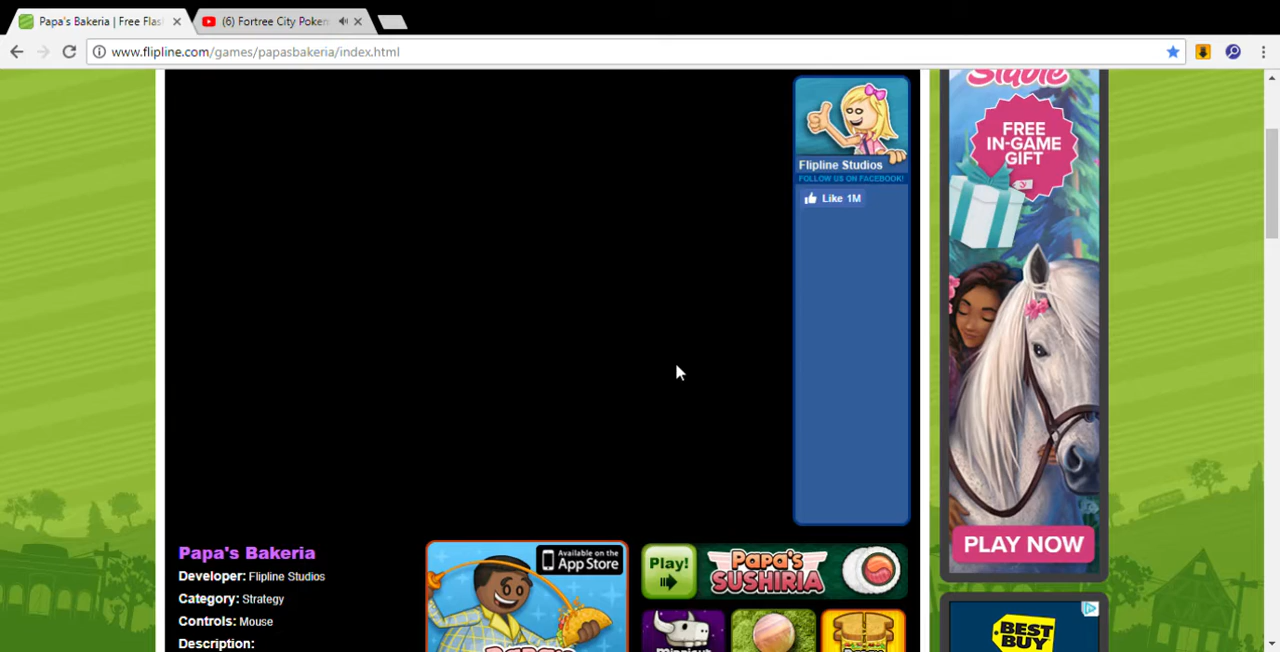 Papa's Bakeria | Free Flas
(6) Fortree City Pokem
www.flipline.com/games/papasbakeria/index.html
FREE
IN-GAME
GIFT
Flipline Studios
FOLLOW US ON FACEBOOK!
Like 1M
PLAY NOW
Papa's Bakeria
Developer: Flipline Studios
Category: Strategy
Controls: Mouse
Description:
Available on the
App Store
Play!
Papa's
SUSHIRIA
BEST
BUY